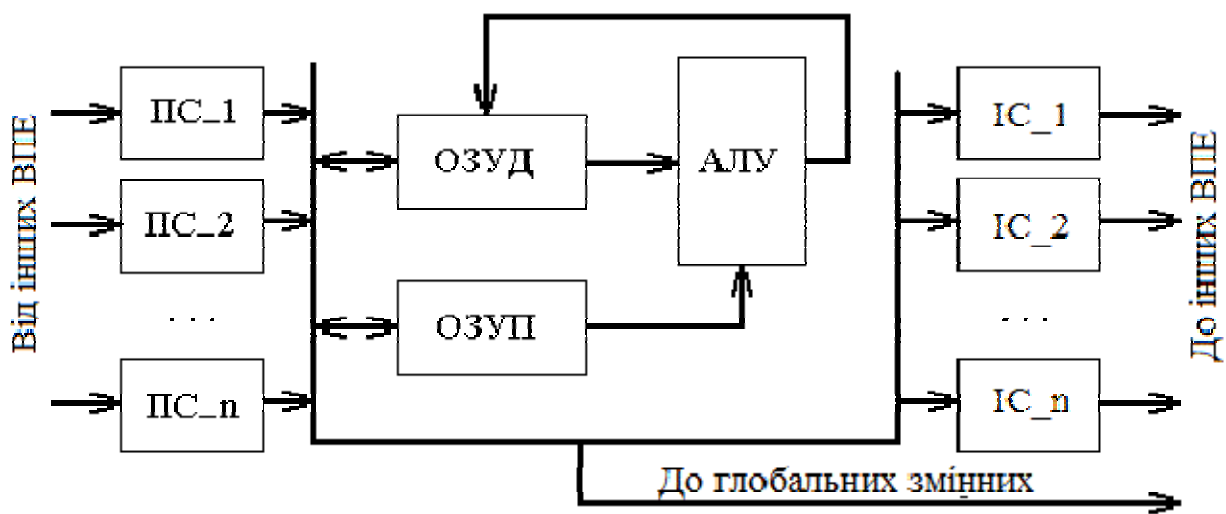 Від інших ВПЕ
ПС_1
ПС_2
. . .
ПС_n
ОЗУД
ОЗУП
АЛУ
ІС_1
ІС_2
. . .
ІС_n
До інших ВПЕ
До глобальних змінних